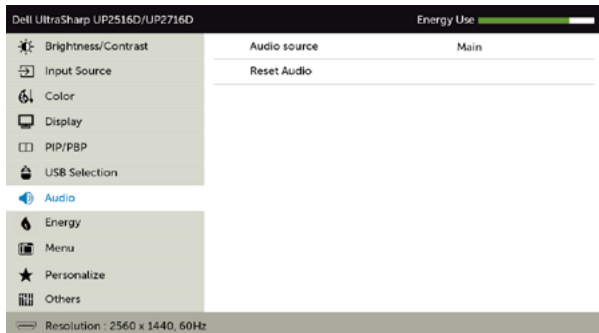 Dell UltraSharp UP2516D/UP2716D Energy Use
Brightness/Contrast Audio source Main
Input Source Reset Audio
Color
Display
PIP/PBP
USB Selection
Audio
Energy
Menu
Personalize
Others
Resolution : 2560 x 1440, 60Hz